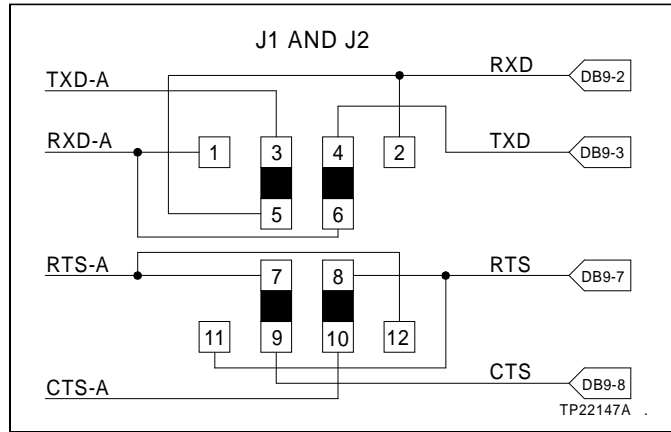 J1 AND J2
TXD-A
RXD
DB9-2
RXD-A
1
3
4
2
TXD
DB9-3
5
6
RTS-A
7
8
RTS
DB9-7
11
9
10
12
CTS-A
CTS
DB9-8
TP22147A .